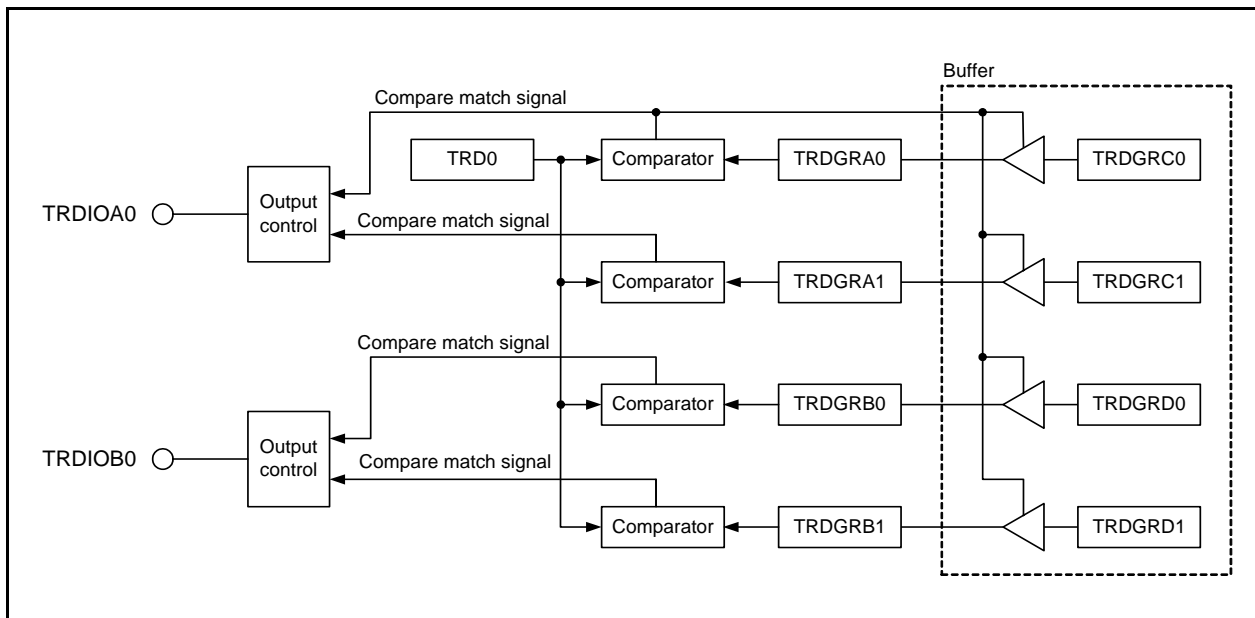 Buffer
Compare match signal
TRD0
Comparator
TRDGRA0
TRDGRC0
TRDIOA0
Output
control
Compare match signal
Comparator
TRDGRA1
TRDGRC1
Compare match signal
Comparator
TRDGRB0
TRDGRD0
TRDIOB0
Output
control
Compare match signal
Comparator
TRDGRB1
TRDGRD1